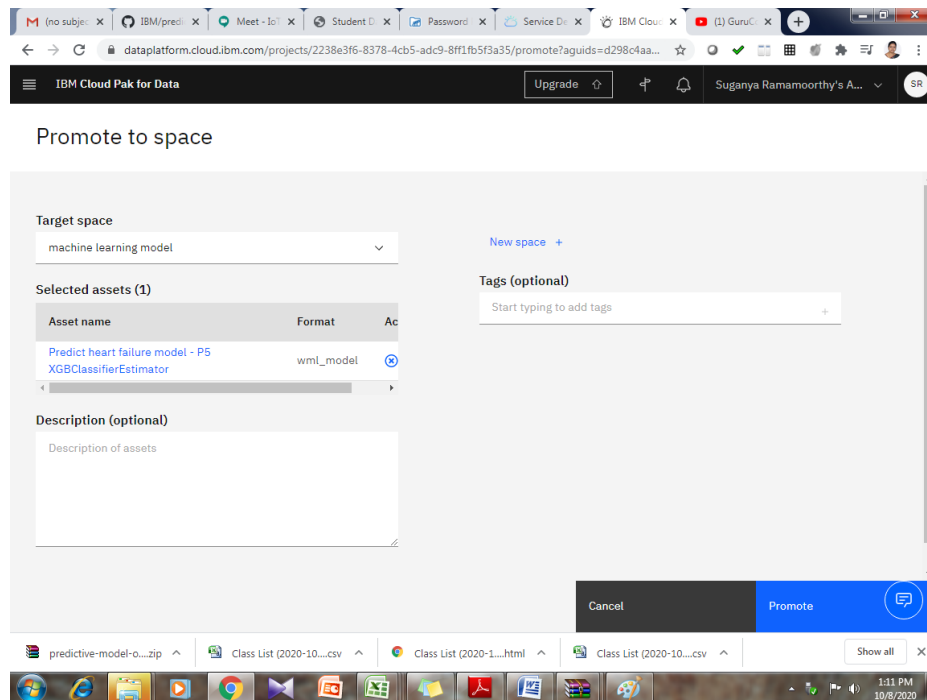 (no subjec
IBM/predi
Meet - IoT
Student D
Password
Service De
IBM Cloud
(1) GuruC
dataplatform.cloud.ibm.com/projects/2238e3f6-8378-4cb5-adc9-8ff1fb5f3a35/promote?aguids=d298c4aa...
IBM Cloud Pak for Data
Upgrade
Suganya Ramamoorthy's A...
SR
Promote to space
Target space
machine learning model
New space +
Tags (optional)
Start typing to add tags
Selected assets (1)
Asset name Format Ac
Predict heart failure model - P5
XGBClassifierEstimator
wml_model
Description (optional)
Description of assets
Cancel
Promote
predictive-model-o....zip
Class List (2020-10....csv
Class List (2020-1....html
Class List (2020-10....csv
Show all
1:11 PM
10/8/2020